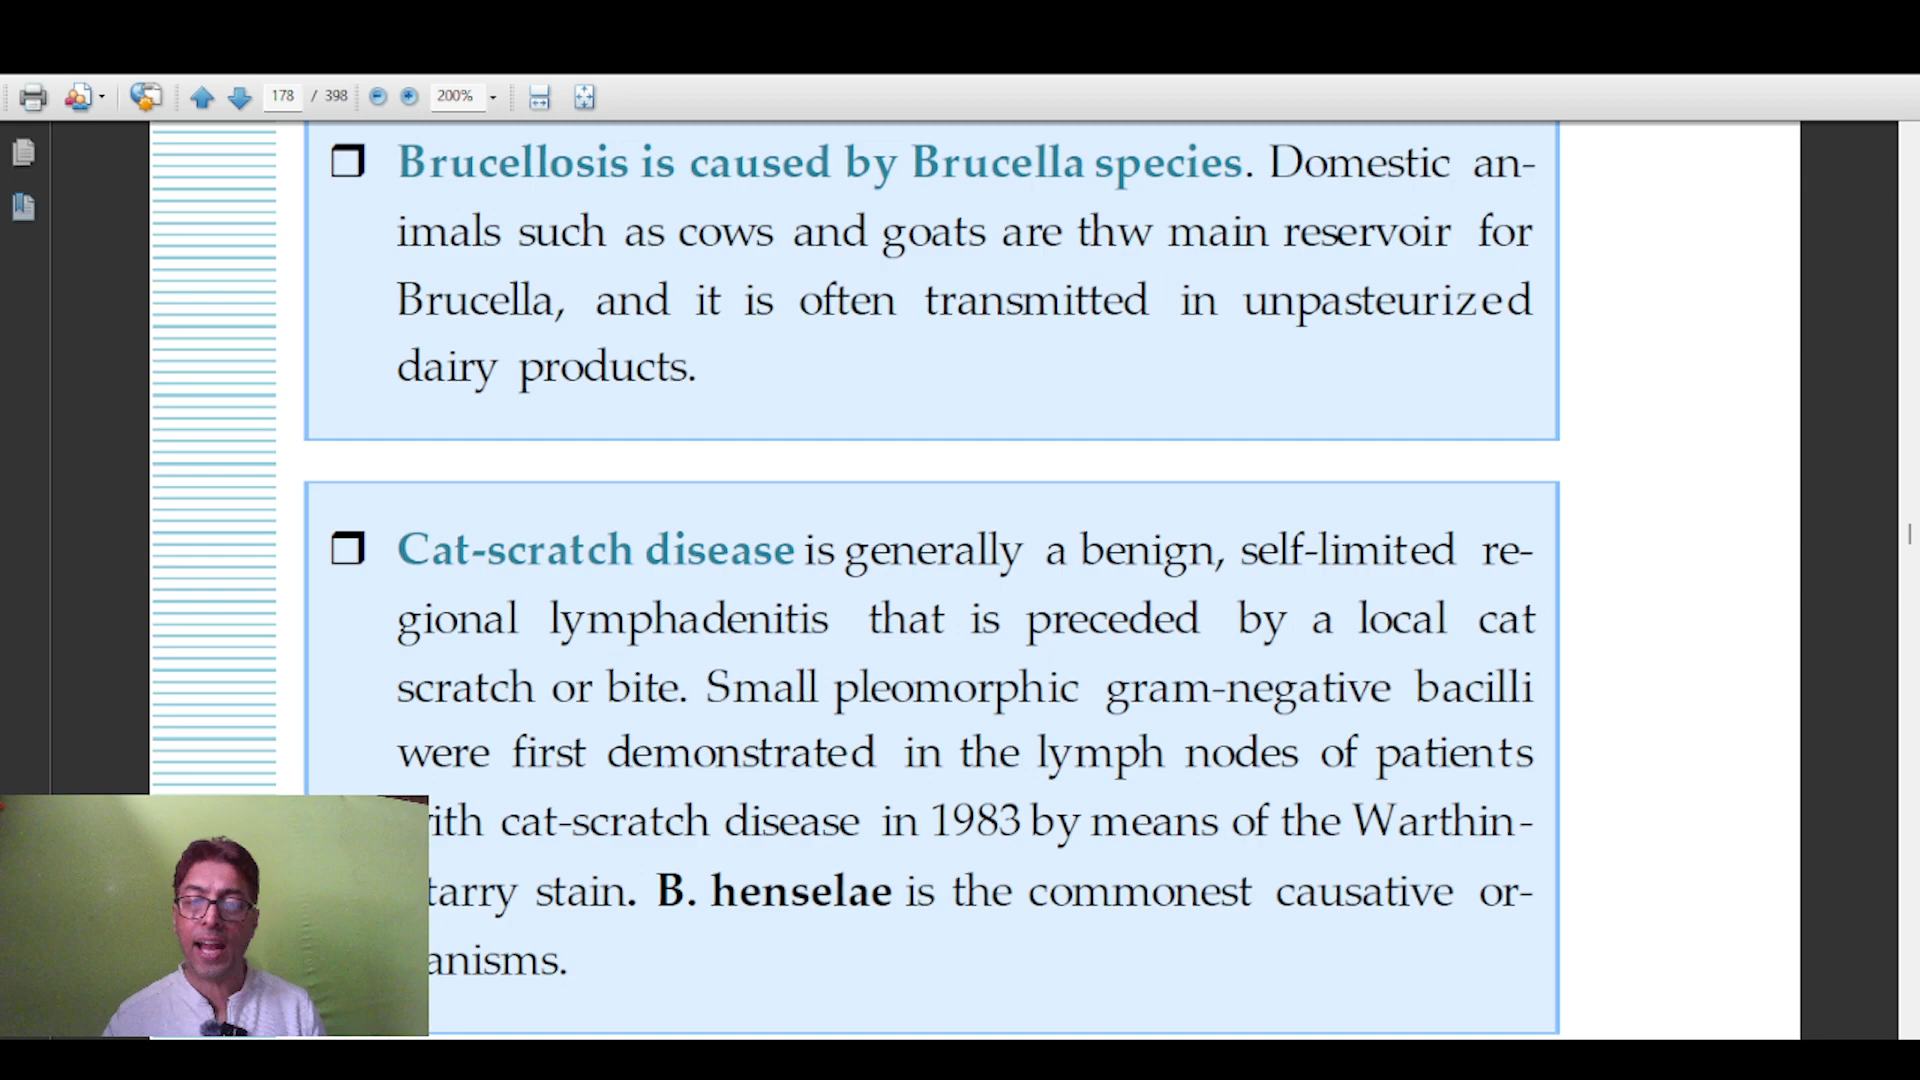 178 / 398 200%
Brucellosis is caused by Brucella species. Domestic an-
imals such as cows and goats are thw main reservoir for
Brucella, and it is often transmitted in unpasteurized
dairy products.
Cat-scratch disease is generally a benign, self-limited re-
gional lymphadenitis that is preceded by a local cat
scratch or bite. Small pleomorphic gram-negative bacilli
were first demonstrated in the lymph nodes of patients
ith cat-scratch disease in 1983 by means of the Warthin-
tarry stain. B. henselae is the commonest causative or-
anisms.